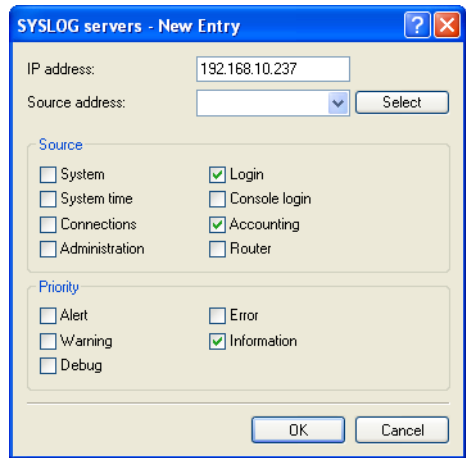 SYSLOG servers - New Entry
IP address: 192.168.10.237
Source address: Select
Source
System Login
System time Console login
Connections Accounting
Administration Router
Priority
Alert Error
Warning Information
Debug
OK Cancel